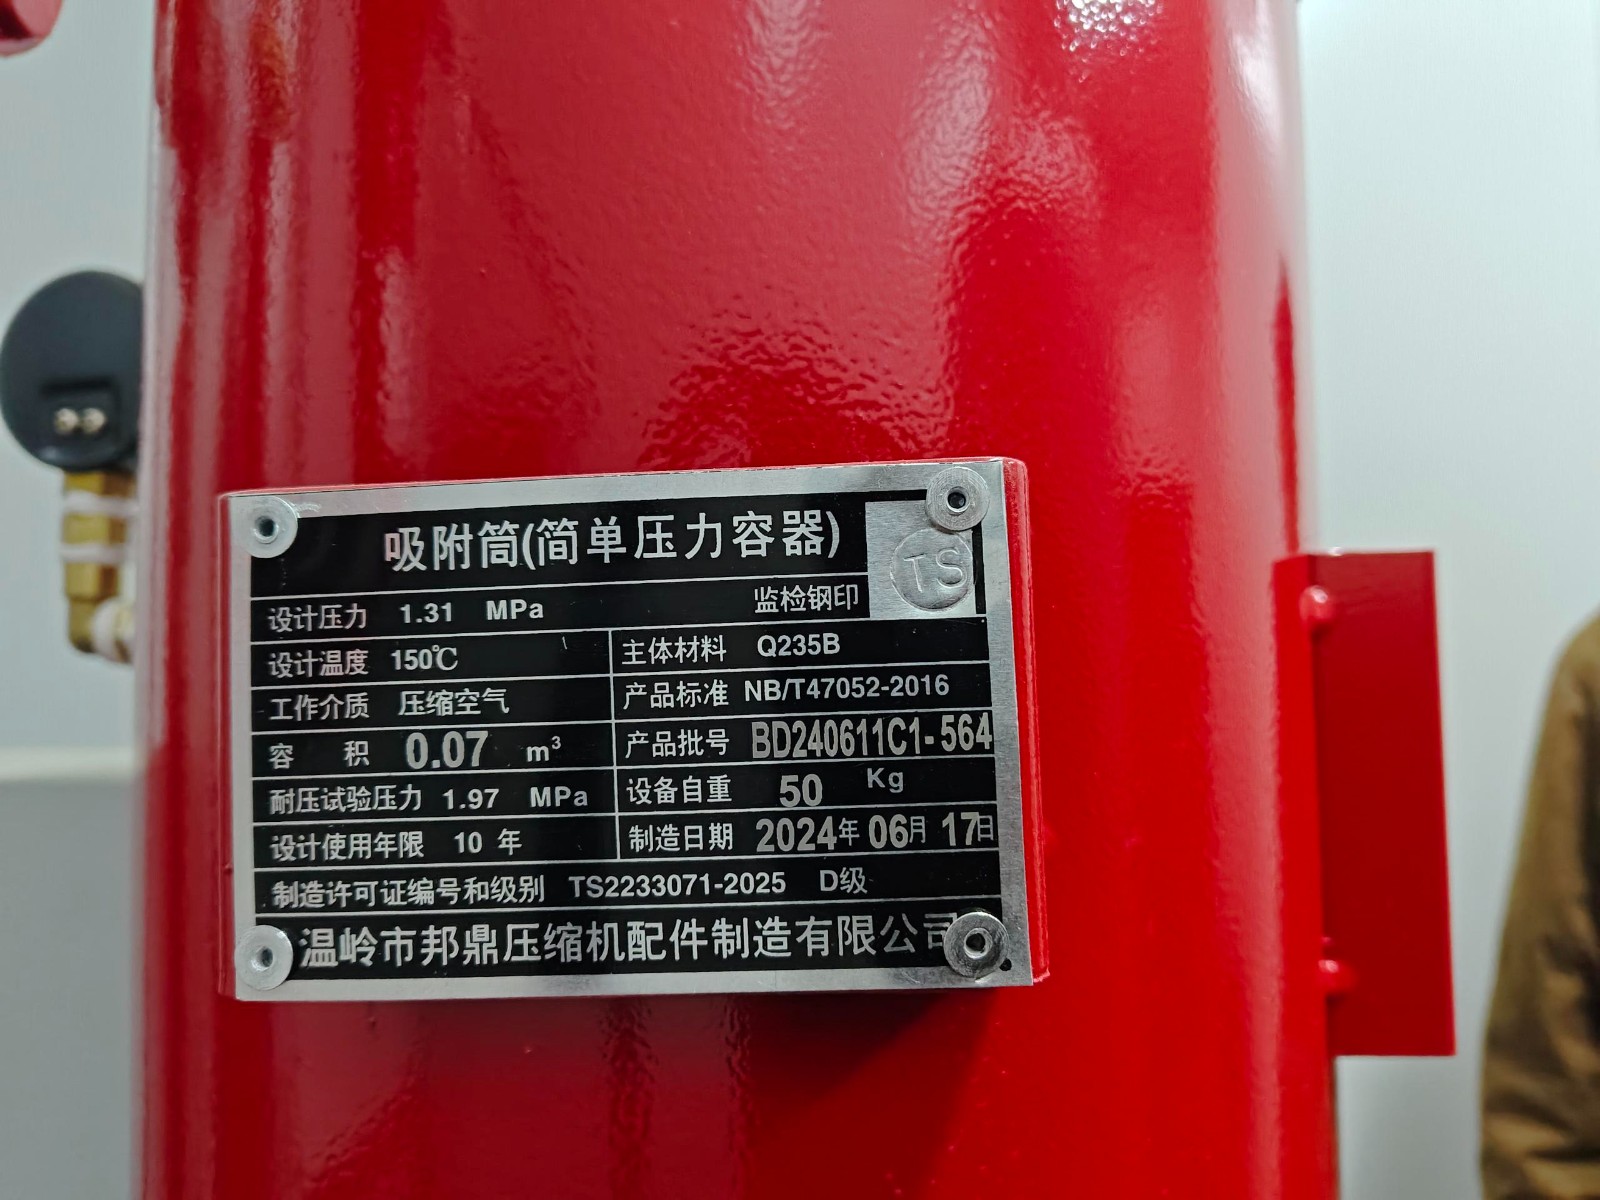 吸附筒(简单压力容器)
TS
设计压力 1.31 MPa 监检钢印
设计温度 150℃ 主体材料 Q235B
工作介质 压缩空气 产品标准 NB/T47052-2016
容 积 0.07 m³ 产品批号 BD240611C1-564
耐压试验压力 1.97 MPa 设备自重 50 Kg
设计使用年限 10 年 制造日期 2024年 06月 17日
制造许可证编号和级别 TS2233071-2025 D级
温岭市邦鼎压缩机配件制造有限公司